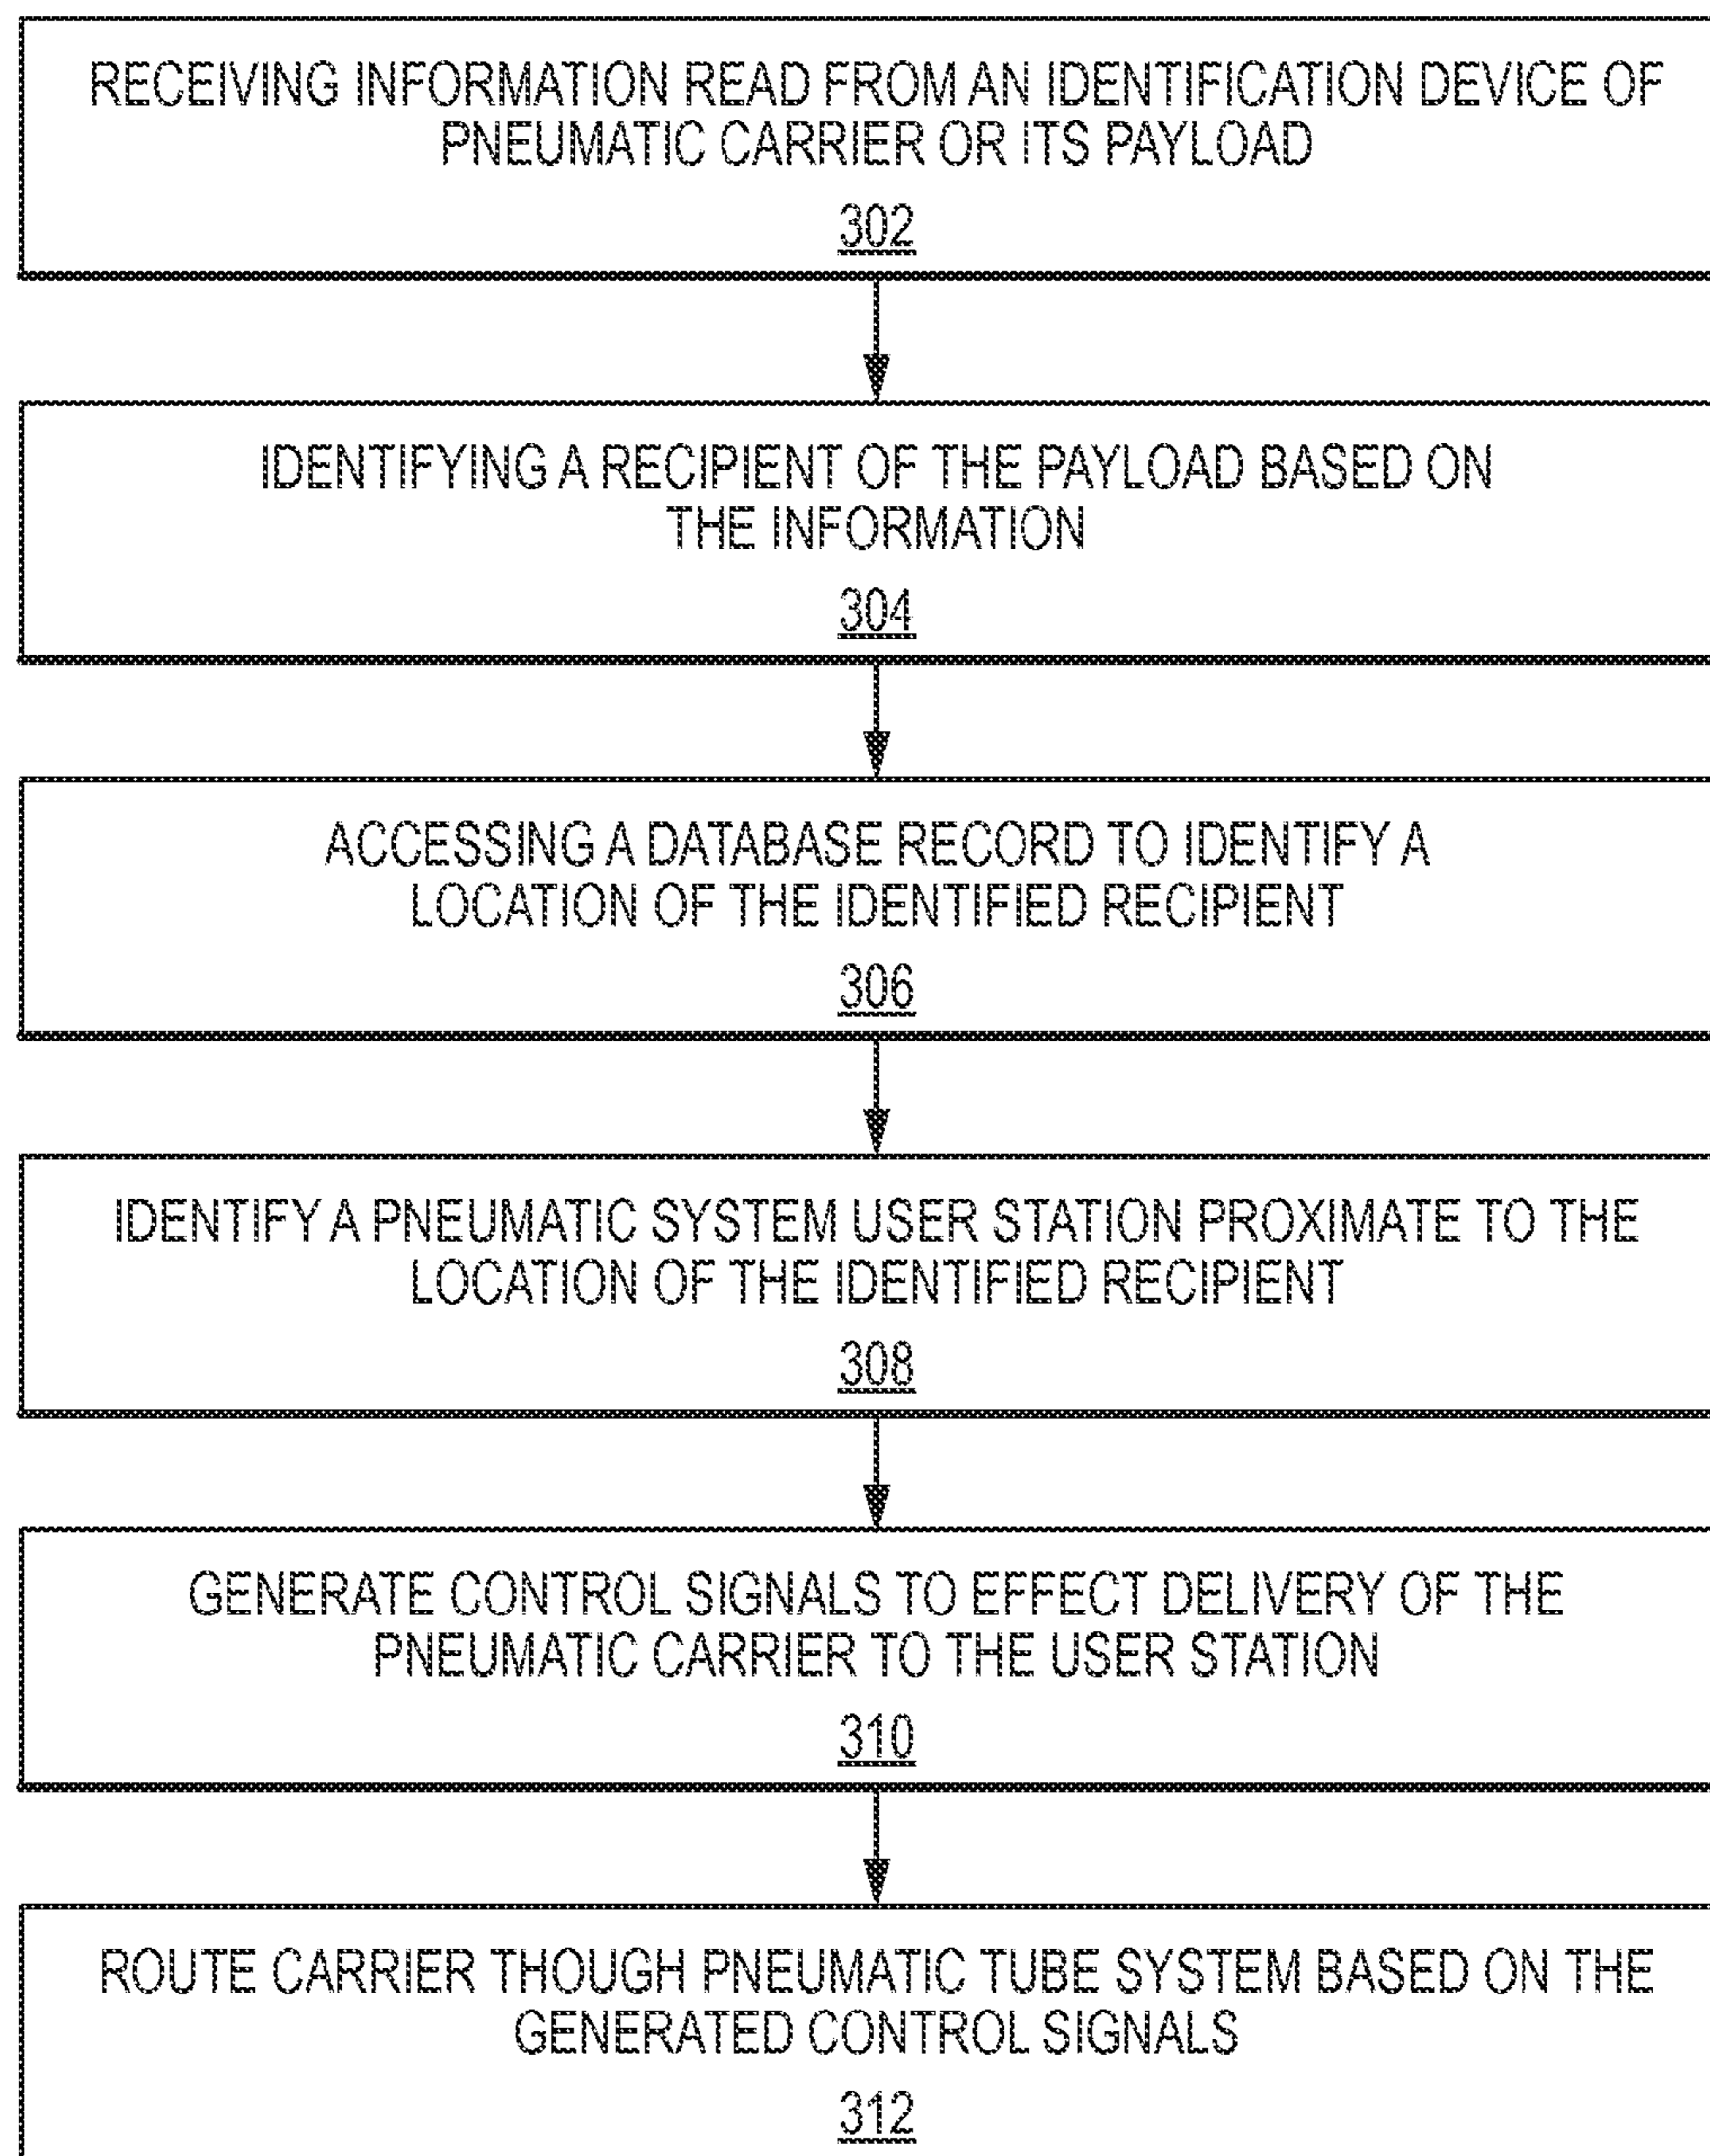 RECEIVING INFORMATION READ FROM AN IDENTIFICATION DEVICE OF
PNEUMATIC CARRIER OR ITS PAYLOAD
302
IDENTIFYING A RECIPIENT OF THE PAYLOAD BASED ON
THE INFORMATION
304
ACCESSING A DATABASE RECORD TO IDENTIFY A
LOCATION OF THE IDENTIFIED RECIPIENT
306
IDENTIFY A PNEUMATIC SYSTEM USER STATION PROXIMATE TO THE
LOCATION OF THE IDENTIFIED RECIPIENT
308
GENERATE CONTROL SIGNALS TO EFFECT DELIVERY OF THE
PNEUMATIC CARRIER TO THE USER STATION
310
ROUTE CARRIER THOUGH PNEUMATIC TUBE SYSTEM BASED ON THE
GENERATED CONTROL SIGNALS
312